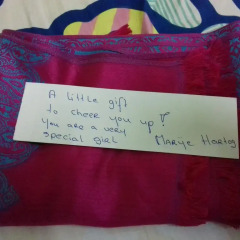 A little gift
to cheer you up!
You are a very
special girl Marije Hartog